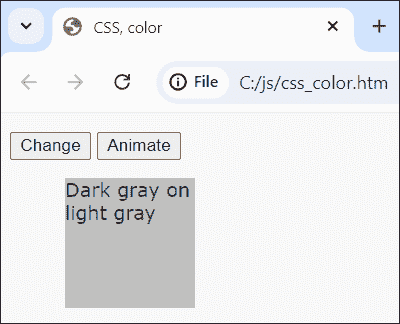 CSS, color
File C:/js/css_color.htm
Change Animate
Dark gray on
light gray